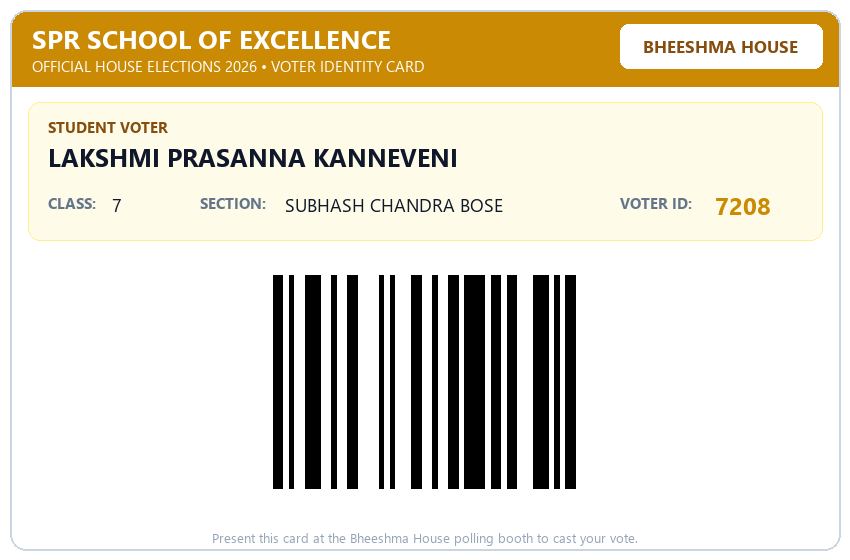 SPR SCHOOL OF EXCELLENCE
OFFICIAL HOUSE ELECTIONS 2026 • VOTER IDENTITY CARD
BHEESHMA HOUSE
STUDENT VOTER
LAKSHMI PRASANNA KANNEVENI
CLASS: 7 SECTION: SUBHASH CHANDRA BOSE VOTER ID: 7208
Present this card at the Bheeshma House polling booth to cast your vote.